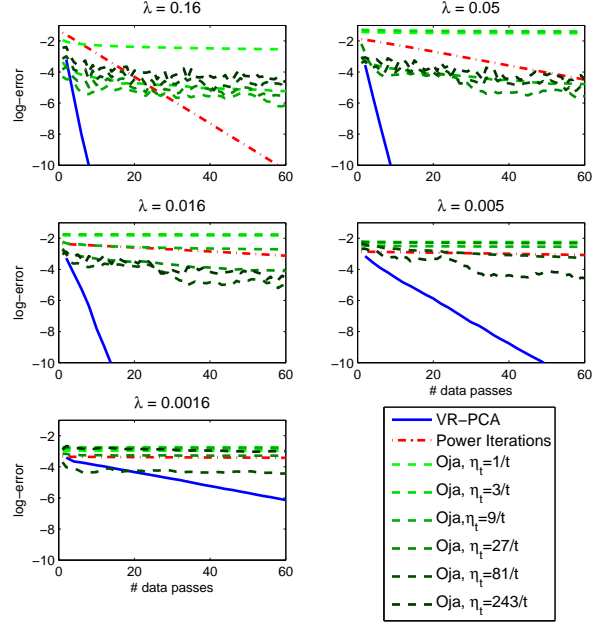 λ = 0.16
λ = 0.05
log−error
−2
−4
−6
−8
−10
0
20
40
60
−2
−4
−6
−8
−10
0
20
40
60
λ = 0.016
λ = 0.005
log−error
−2
−4
−6
−8
−10
0
20
40
60
−2
−4
−6
−8
−10
0
20
40
60
# data passes
λ = 0.0016
log−error
−2
−4
−6
−8
−10
0
20
40
60
# data passes
VR−PCA
Power Iterations
Oja, η_t=1/t
Oja, η_t=3/t
Oja,η_t=9/t
Oja, η_t=27/t
Oja, η_t=81/t
Oja, η_t=243/t